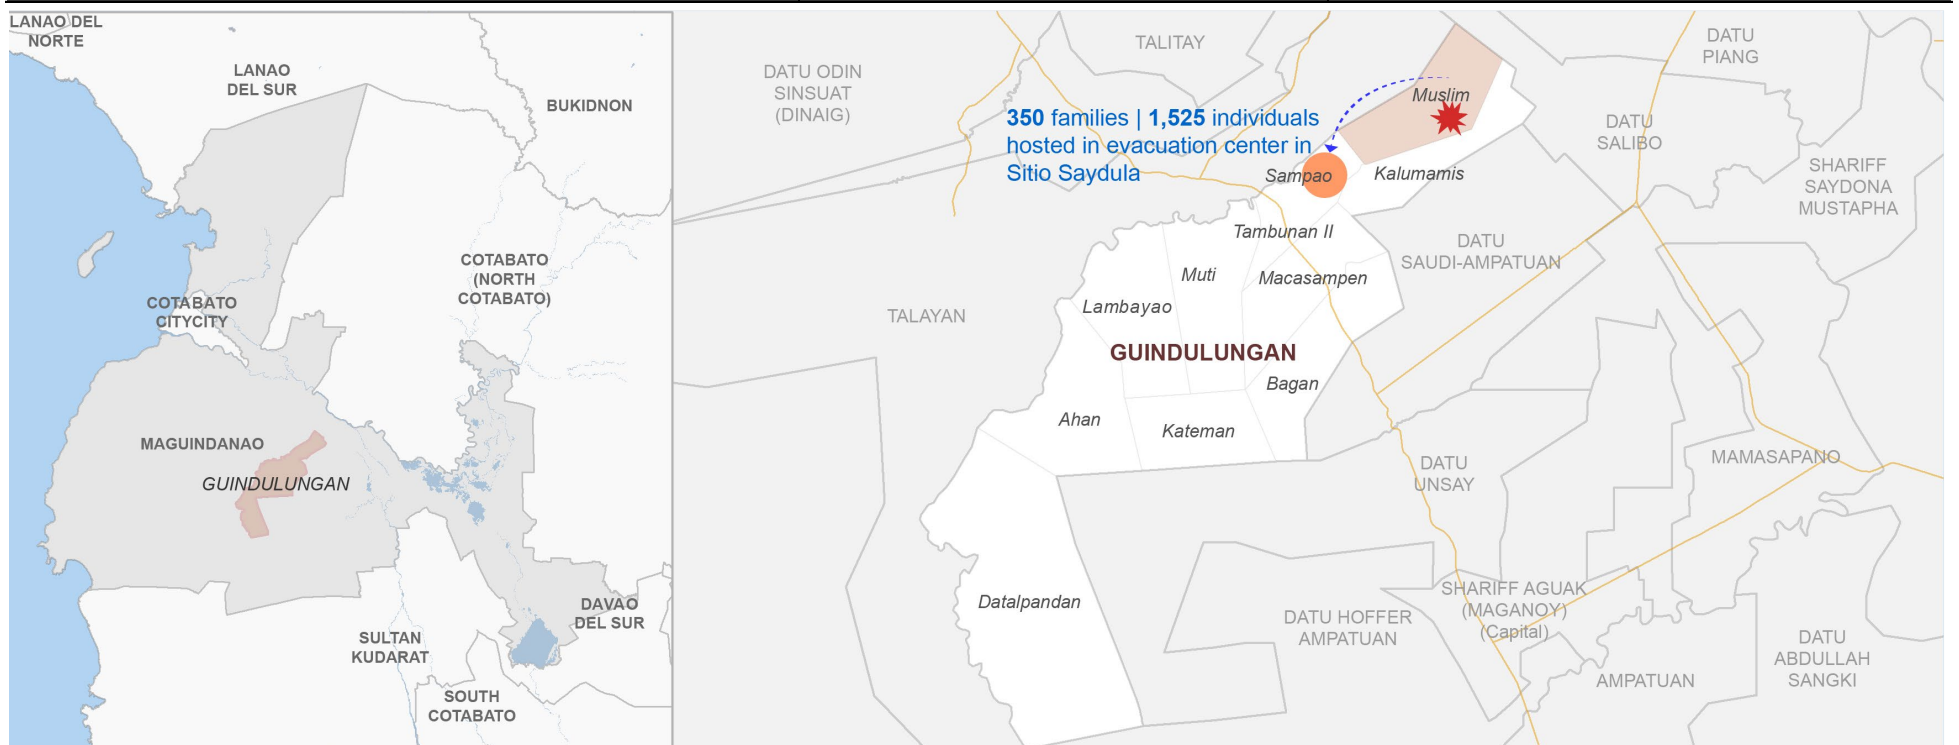 LANAO DEL
NORTE
LANAO
DEL SUR
BUKIDNON
COTABATO
(NORTH
COTABATO)
COTABATO
CITYCITY
MAGUINDANAO
GUINDULUNGAN
DAVAO
DEL SUR
SULTAN
KUDARAT
SOUTH
COTABATO
TALITAY
DATU
PIANG
DATU ODIN
SINSUAT
(DINAIG)
Muslim
350 families | 1,525 individuals
hosted in evacuation center in
Sitio Saydula
DATU
SALIBO
SHARIFF
SAYDONA
MUSTAPHA
Sampao
Kalumamis
Tambunan II
DATU
SAUDI-AMPATUAN
Muti
Macasampen
Lambayao
TALAYAN
GUINDULUNGAN
Bagan
Ahan
Kateman
DATU
UNSAY
MAMASAPANO
Datalpandan
DATU HOFFER
AMPATUAN
SHARIFF AGUAK
(MAGANOY)
(Capital)
DATU
ABDULLAH
SANGKI
AMPATUAN